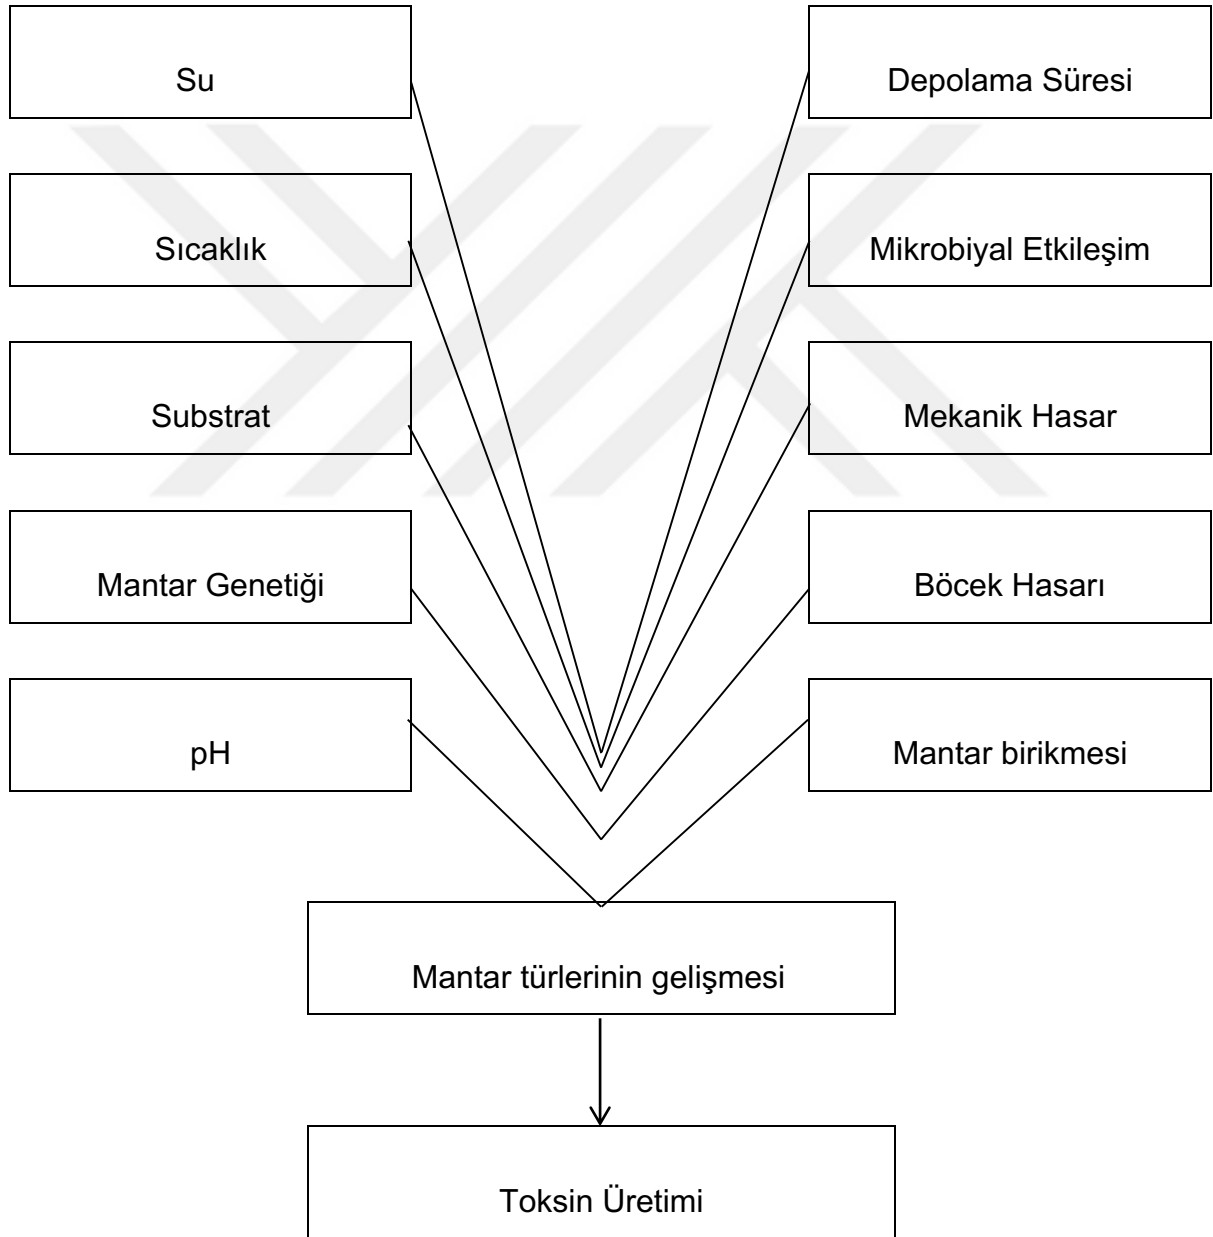 Su
Depolama Süresi
Sıcaklık
Mikrobiyal Etkileşim
Substrat
Mekanik Hasar
Mantar Genetiği
Böcek Hasarı
pH
Mantar birikmesi
Mantar türlerinin gelişmesi
Toksin Üretimi